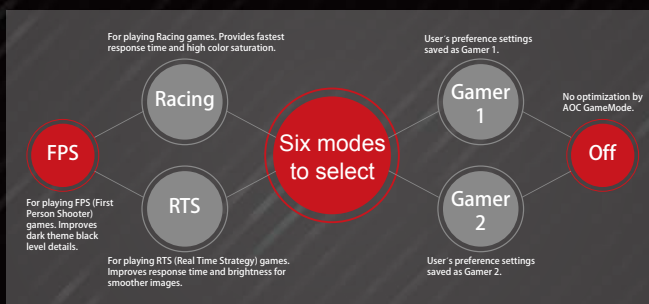 For playing Racing games. Provides fastest
response time and high color saturation.
User´s preference settings
saved as Gamer 1.
Racing
Gamer
1
No optimization by
AOC GameMode.
FPS
Six modes
to select
Off
For playing FPS (First
Person Shooter)
games. Improves
dark theme black
level details.
RTS
Gamer
2
For playing RTS (Real Time Strategy) games.
Improves response time and brightness for
smoother images.
User´s preference settings
saved as Gamer 2.